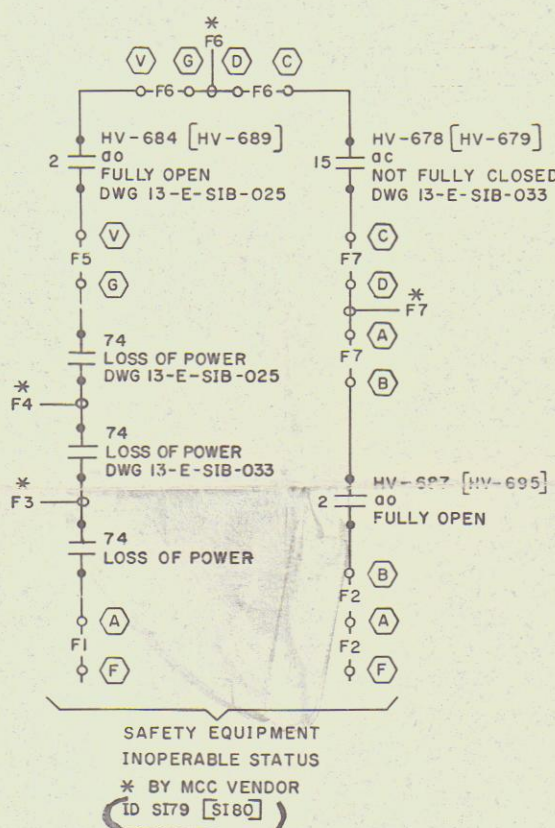 *
F6
V G D C
F6 F6
HV-684 [HV-689]
2 ao
FULLY OPEN
DWG 13-E-SIB-025
HV-678 [HV-679]
15 ac
NOT FULLY CLOSED
DWG 13-E-SIB-033
V
F5
G
C
F7
D
*
F7
A
F7
B
74
LOSS OF POWER
DWG 13-E-SIB-025
*
F4
74
LOSS OF POWER
DWG 13-E-SIB-033
*
F3
74
LOSS OF POWER
HV-687 [HV-695]
2 ao
FULLY OPEN
B
F2
A
F1
F
A
F2
F
SAFETY EQUIPMENT
INOPERABLE STATUS
* BY MCC VENDOR
ID SI79 [SI80]